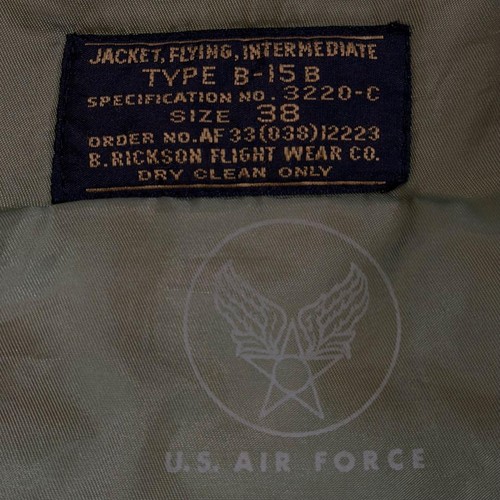 JACKET, FLYING, INTERMEDIATE
TYPE B-15 B
SPECIFICATION NO. 3220-C
SIZE 38
ORDER NO. AF 33 (038) 12223
B. RICKSON FLIGHT WEAR CO.
DRY CLEAN ONLY
U.S. AIR FORCE